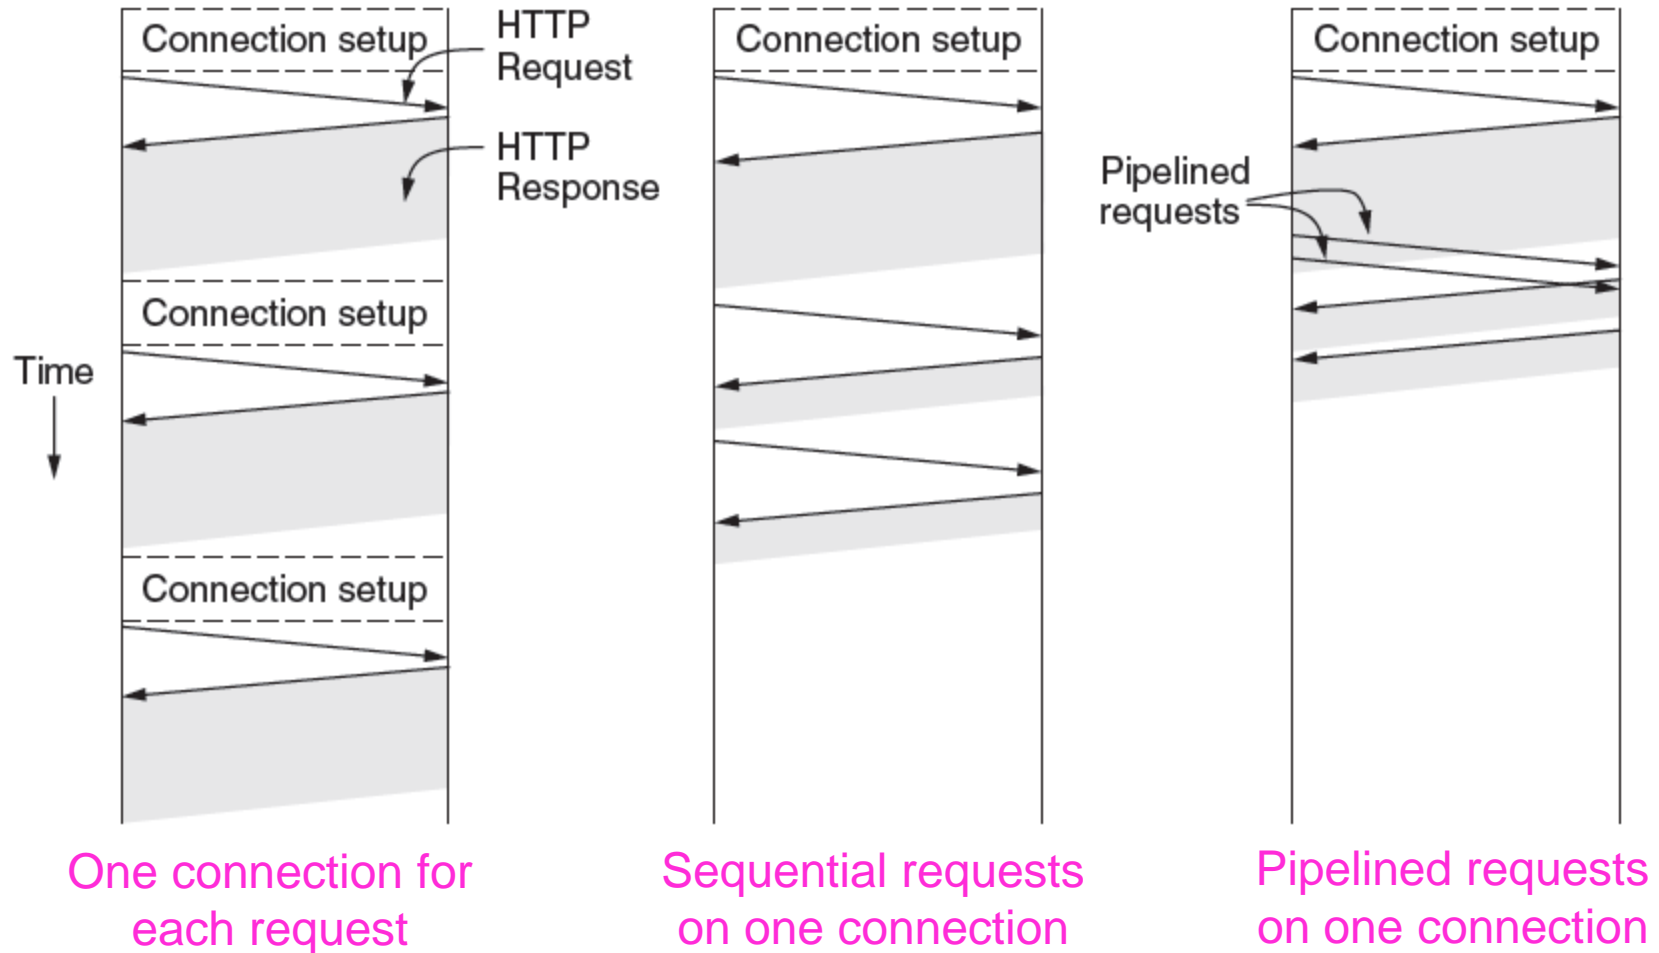 Connection setup
HTTP
Request
HTTP
Response
Connection setup
Time
Connection setup
One connection for
each request
Connection setup
Sequential requests
on one connection
Connection setup
Pipelined
requests
Pipelined requests
on one connection